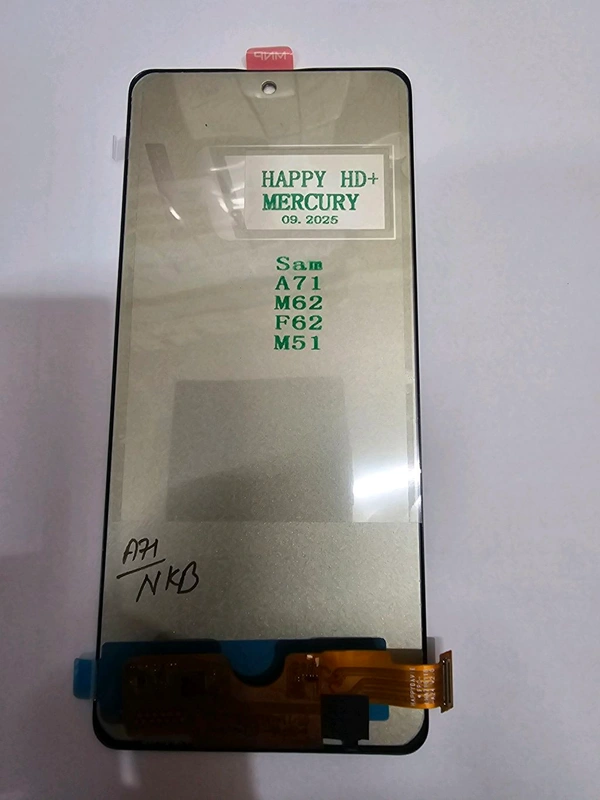 HAPPY HD+
MERCURY
09. 2025
Sam
A71
M62
F62
M51
A71
NKB